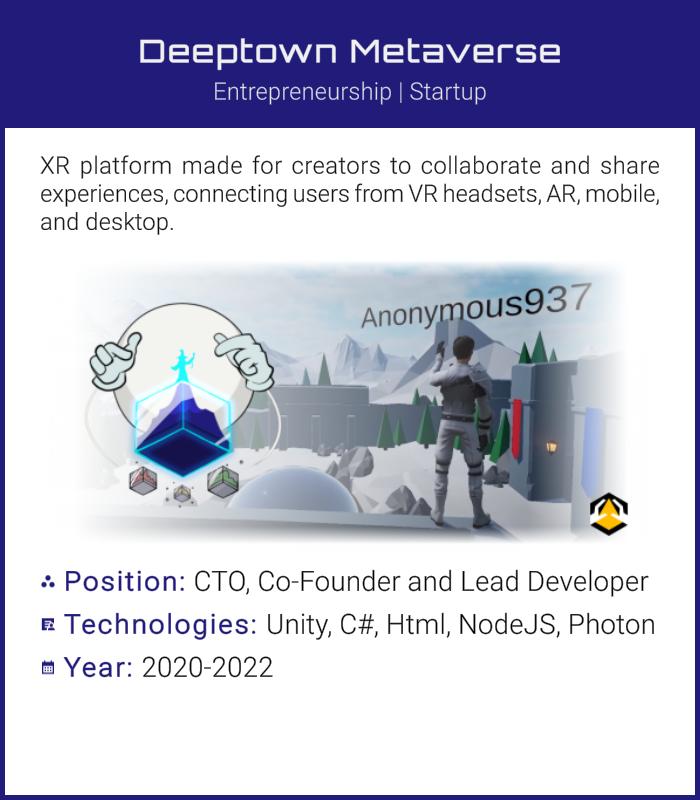 Deeptown Metaverse
Entrepreneurship | Startup
XR platform made for creators to collaborate and share
experiences, connecting users from VR headsets, AR, mobile,
and desktop.
Anonymous937
Position: CTO, Co-Founder and Lead Developer
Technologies: Unity, C#, Html, NodeJS, Photon
Year: 2020-2022